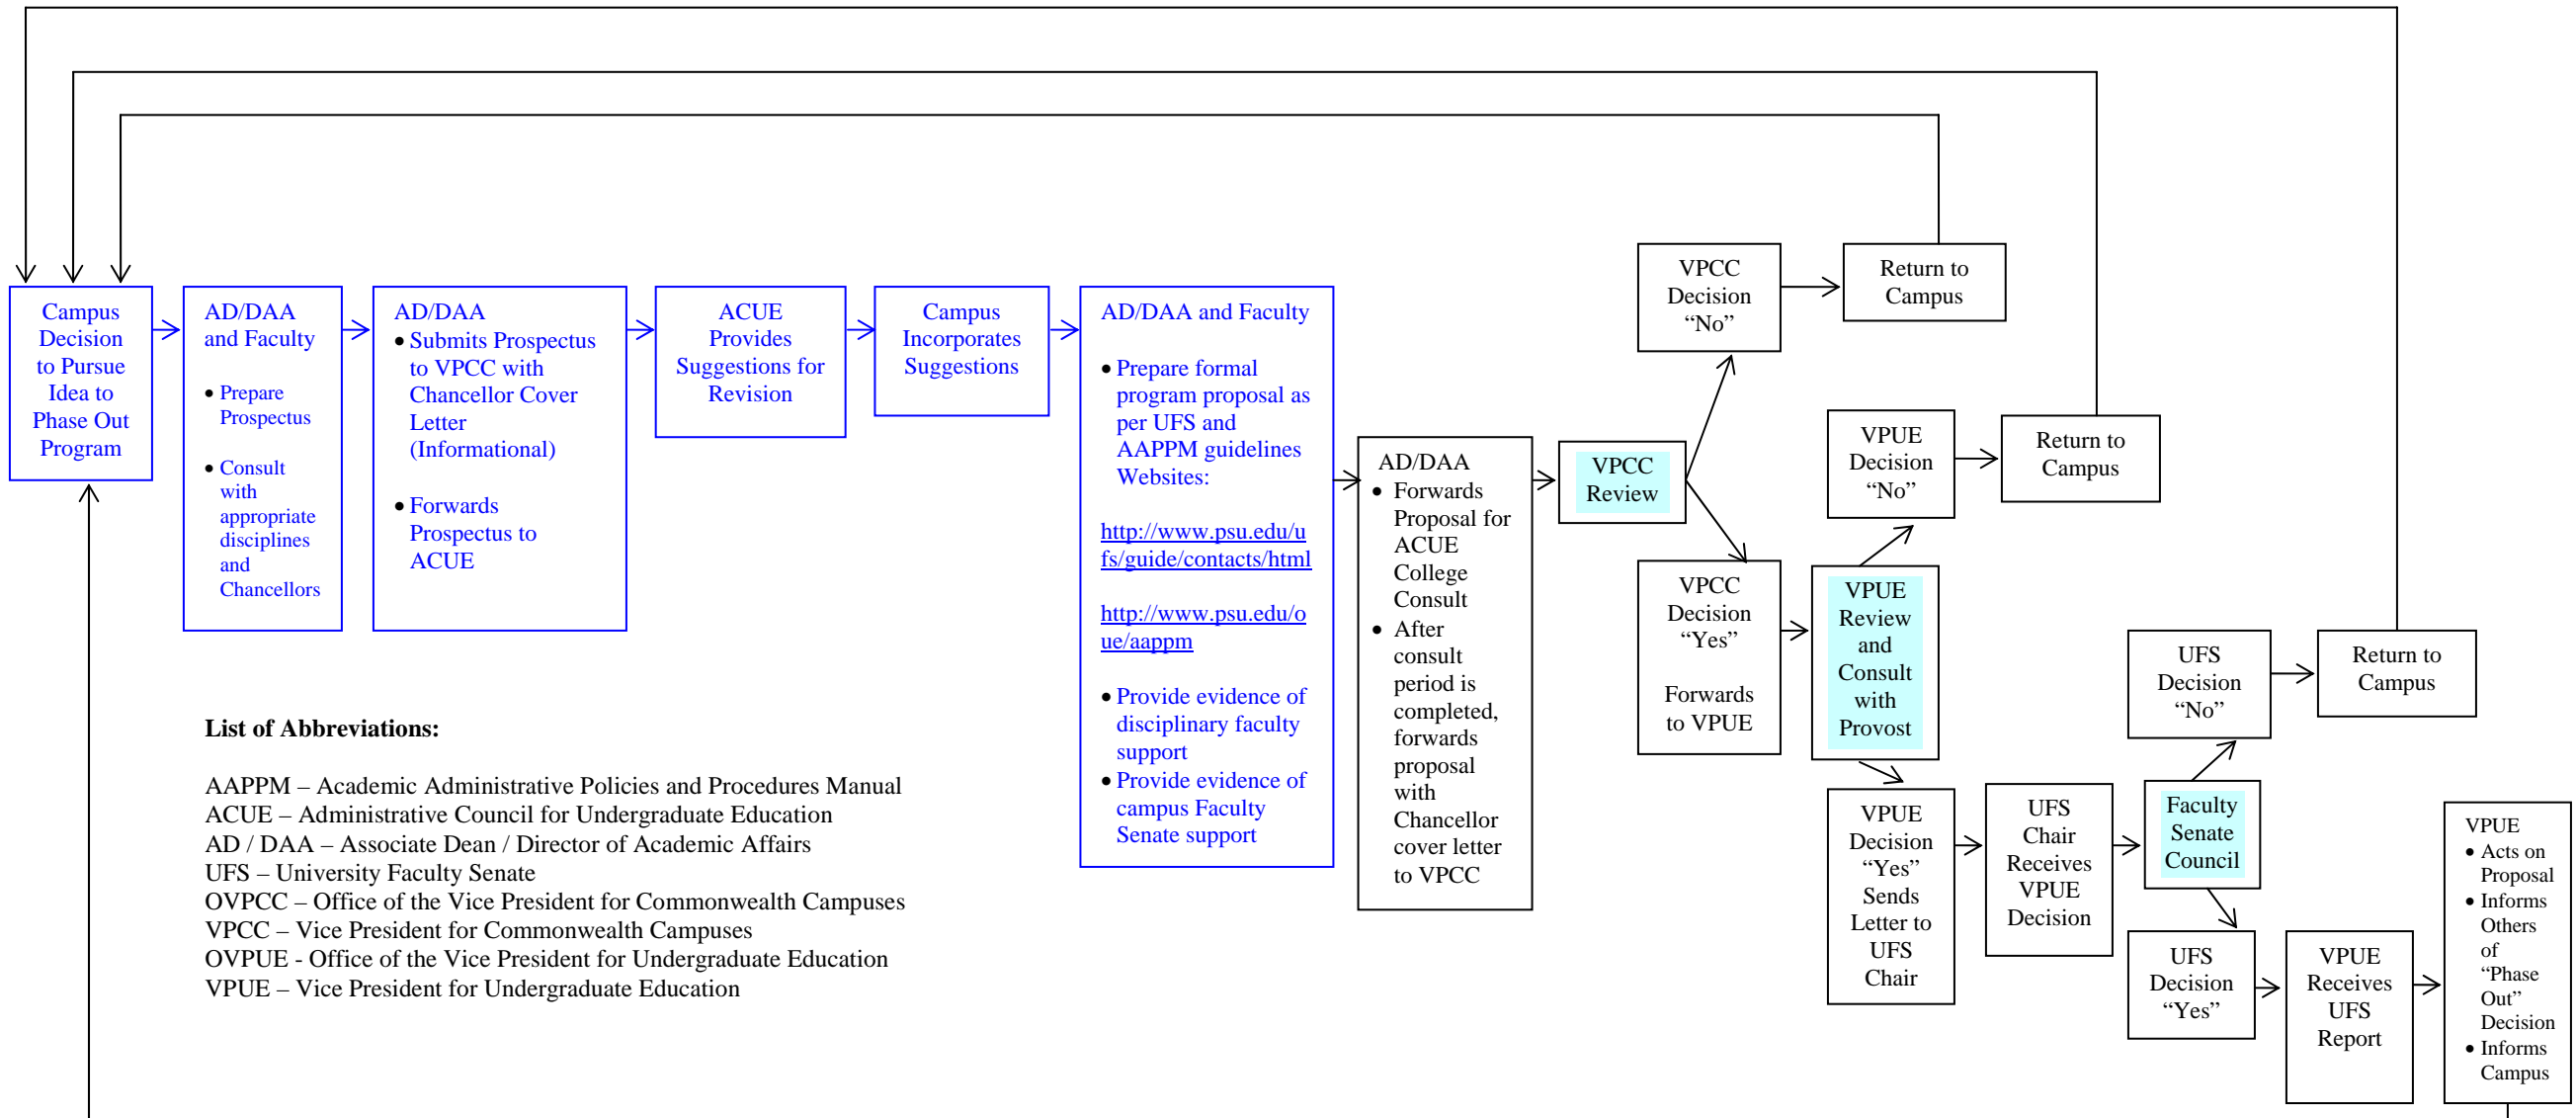 Campus
Decision
to Pursue
Idea to
Phase Out
Program
AD/DAA
and Faculty
• Prepare
Prospectus
• Consult
with
appropriate
disciplines
and
Chancellors
AD/DAA
• Submits Prospectus
to VPCC with
Chancellor Cover
Letter
(Informational)
• Forwards
Prospectus to
ACUE
ACUE
Provides
Suggestions for
Revision
Campus
Incorporates
Suggestions
AD/DAA and Faculty
• Prepare formal
program proposal as
per UFS and
AAPPM guidelines
Websites:
http://www.psu.edu/u
fs/guide/contacts/html
http://www.psu.edu/o
ue/aappm
• Provide evidence of
disciplinary faculty
support
• Provide evidence of
campus Faculty
Senate support
AD/DAA
• Forwards
Proposal for
ACUE
College
Consult
• After
consult
period is
completed,
forwards
proposal
with
Chancellor
cover letter
to VPCC
VPCC
Review
VPCC
Decision
“No”
Return to
Campus
VPCC
Decision
“Yes”
Forwards
to VPUE
VPUE
Review
and
Consult
with
Provost
VPUE
Decision
“No”
Return to
Campus
VPUE
Decision
“Yes”
Sends
Letter to
UFS
Chair
UFS
Chair
Receives
VPUE
Decision
Faculty
Senate
Council
UFS
Decision
“No”
Return to
Campus
UFS
Decision
“Yes”
VPUE
Receives
UFS
Report
VPUE
• Acts on
Proposal
• Informs
Others
of
“Phase
Out”
Decision
• Informs
Campus
List of Abbreviations:
AAPPM – Academic Administrative Policies and Procedures Manual
ACUE – Administrative Council for Undergraduate Education
AD / DAA – Associate Dean / Director of Academic Affairs
UFS – University Faculty Senate
OVPCC – Office of the Vice President for Commonwealth Campuses
VPCC – Vice President for Commonwealth Campuses
OVPUE - Office of the Vice President for Undergraduate Education
VPUE – Vice President for Undergraduate Education